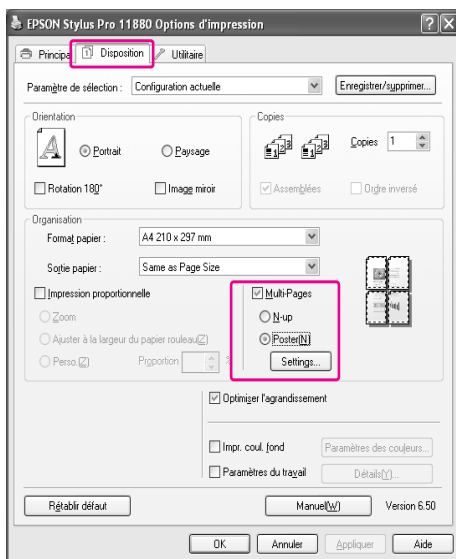 EPSON Stylus Pro 11880 Options d'impression
Principa
Disposition
Utilitaire
Paramètre de sélection :
Configuration actuelle
Enregistrer/supprimer...
Orientation
Portrait
Paysage
Rotation 180°
Image miroir
Copies
Copies
1
Assemblées
Ordre inversé
Organisation
Format papier :
A4 210 x 297 mm
Sortie papier :
Same as Page Size
Impression proportionnelle
Zoom
Ajuster à la largeur du papier rouleau(Z)
Perso.(Z)
Proportion
Multi-Pages
N-up
Poster(N)
Settings...
Optimiser l'agrandissement
Impr. coul. fond
Paramètres des couleurs...
Paramètres du travail
Détails(Y)...
Rétablir défaut
Manuel(W)
Version 6.50
OK
Annuler
Appliquer
Aide